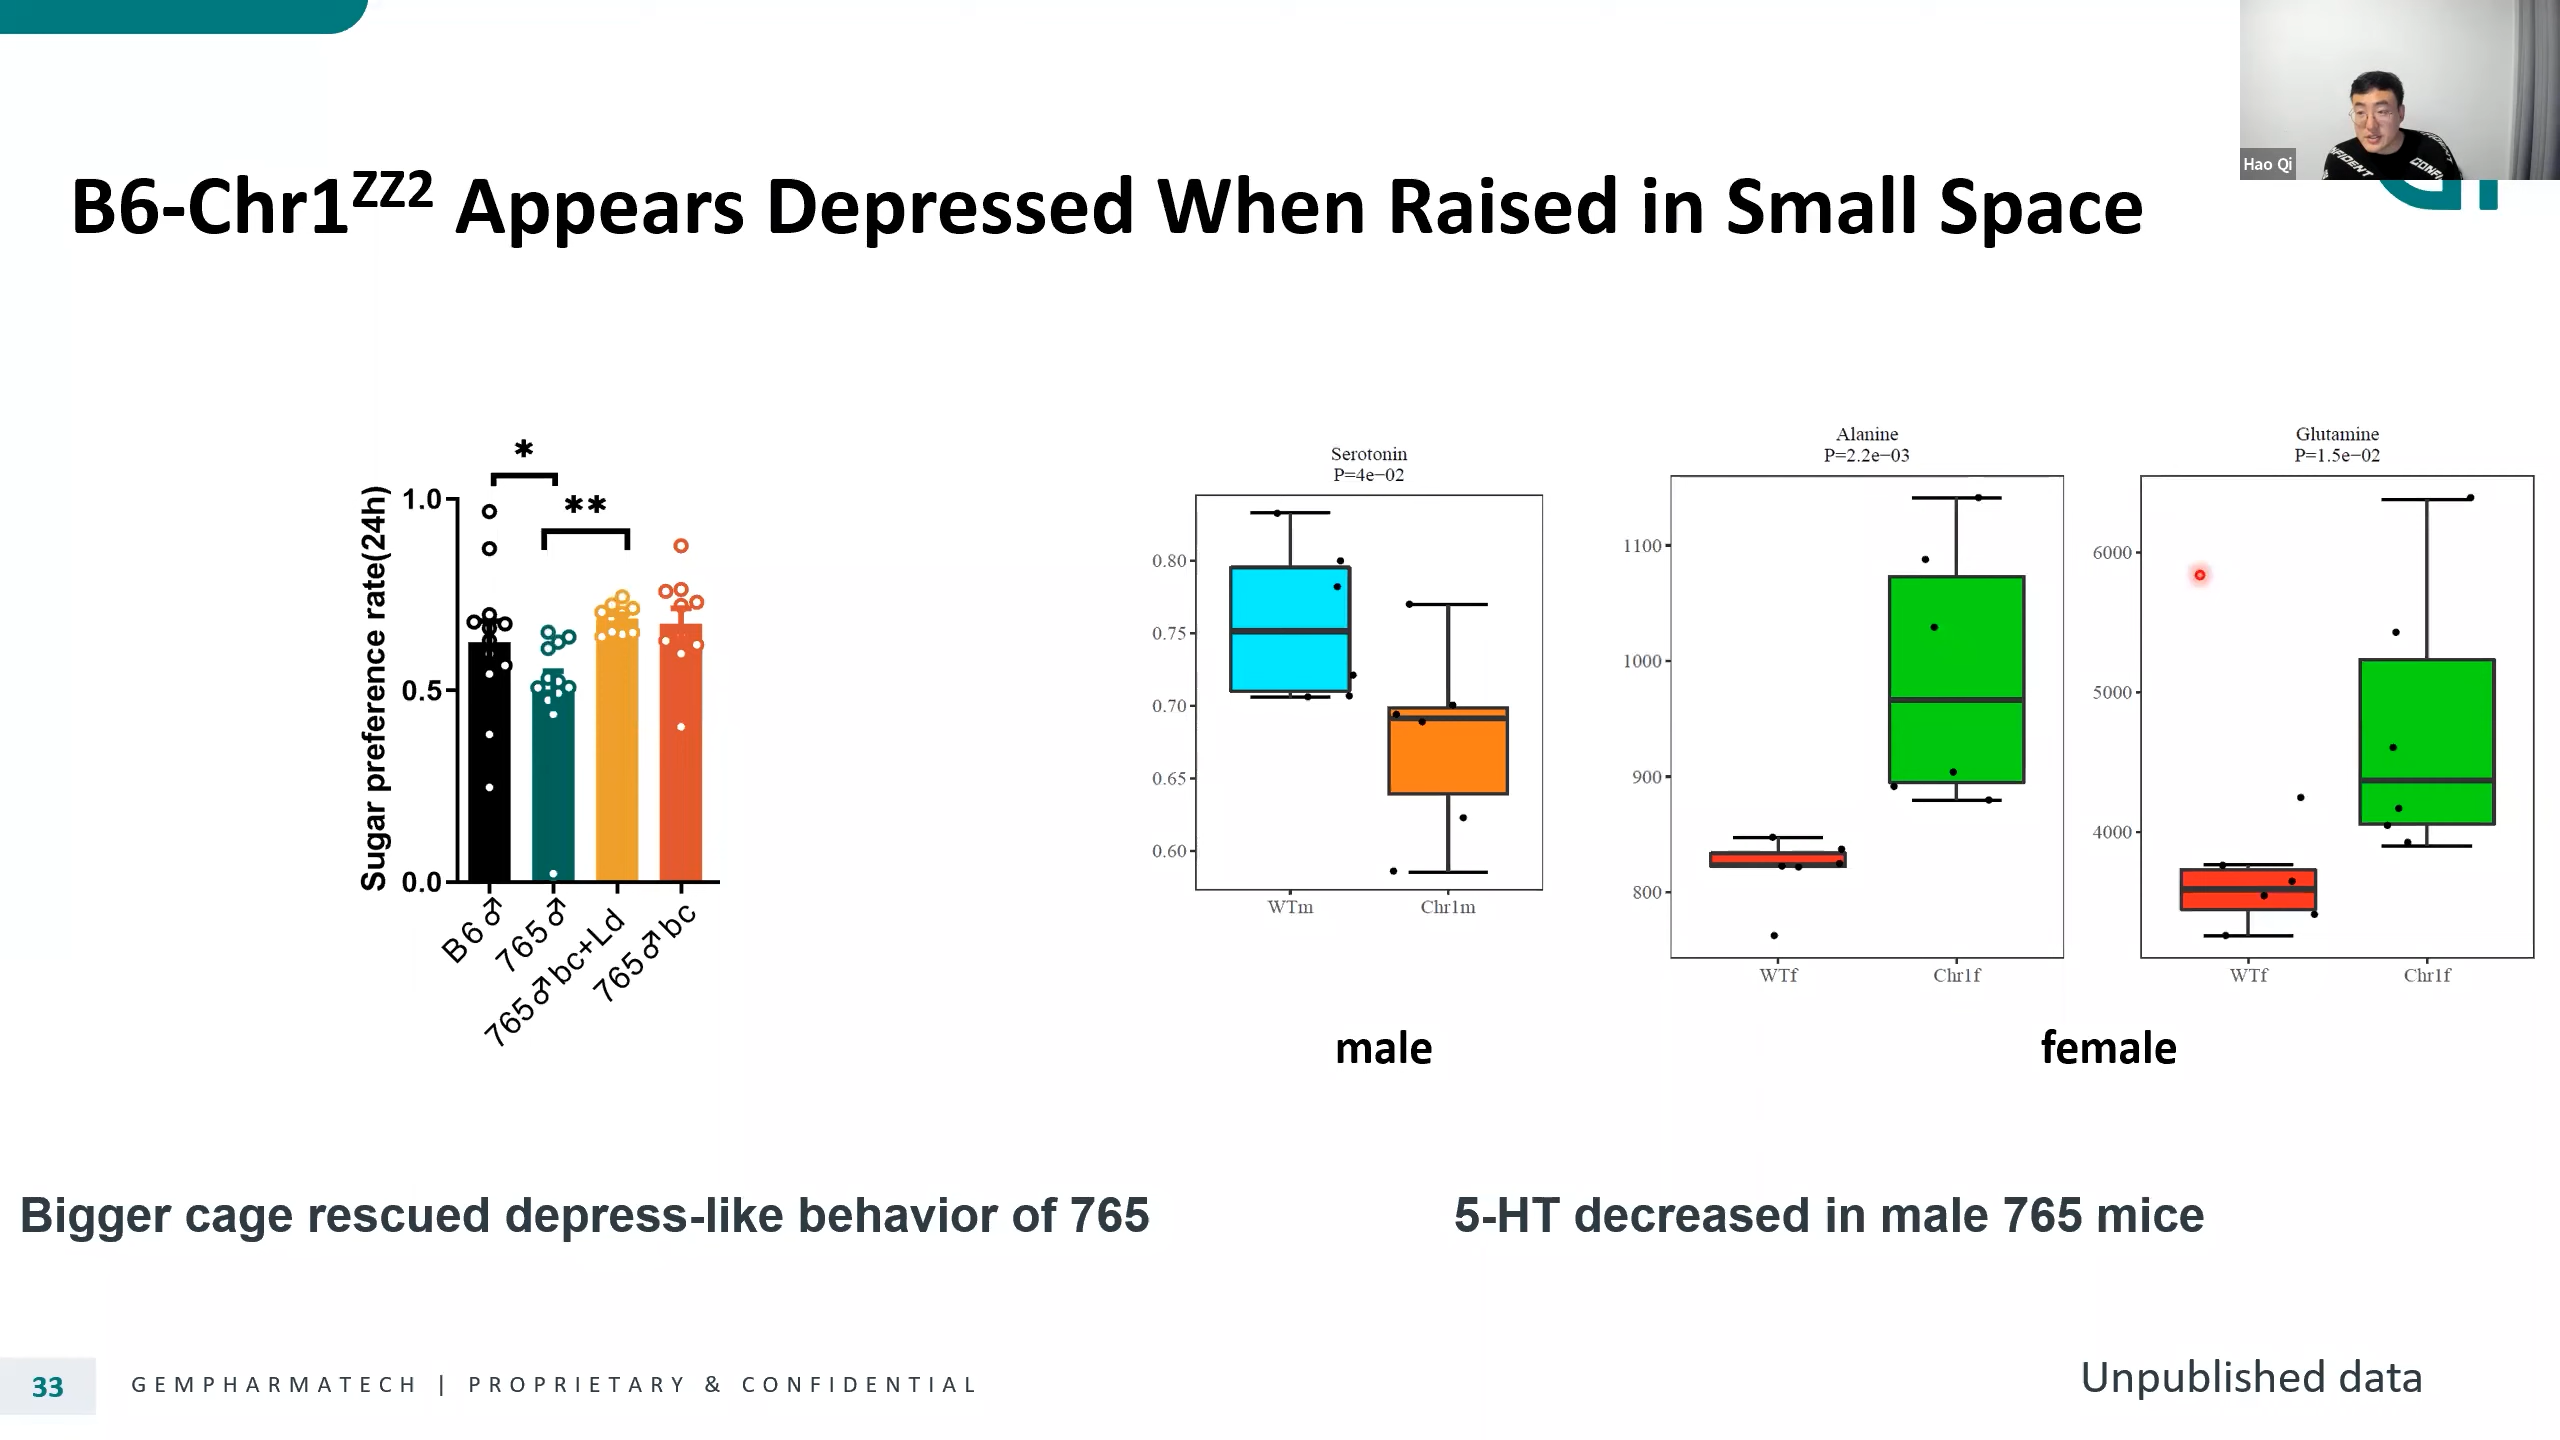 Hao Qi
B6-Chr1ZZ2 Appears Depressed When Raised in Small Space
*
**
Sugar preference rate(24h)
1.0
0.5
0.0
B6♂
765♂
765♂bc+Ld
765♂bc
Serotonin
P=4e−02
0.80
0.75
0.70
0.65
0.60
WTm
Chr1m
Alanine
P=2.2e−03
1100
1000
900
800
WTf
Chr1f
Glutamine
P=1.5e−02
6000
5000
4000
WTf
Chr1f
male
female
Bigger cage rescued depress-like behavior of 765
5-HT decreased in male 765 mice
33
GEMPHARMATECH | PROPRIETARY & CONFIDENTIAL
Unpublished data